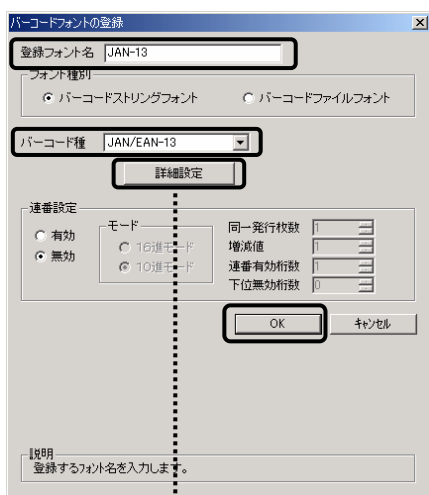 バーコードフォントの登録
登録フォント名 JAN-13
フォント種別
バーコードストリングフォント バーコードファイルフォント
バーコード種 JAN/EAN-13
詳細設定
連番設定
有効
無効
モード
16進モード
10進モード
同一発行枚数 1
増減値 1
連番有効桁数 1
下位無効桁数 0
OK キャンセル
説明
登録するフォント名を入力します。